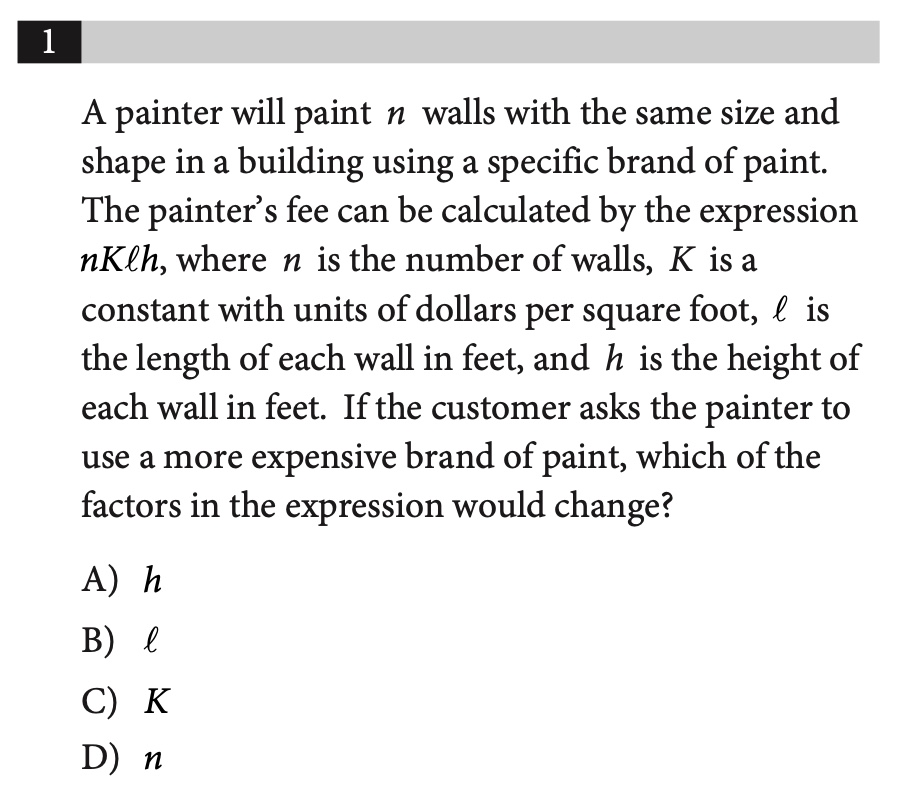 1
A painter will paint n walls with the same size and
shape in a building using a specific brand of paint.
The painter’s fee can be calculated by the expression
nKℓh, where n is the number of walls, K is a
constant with units of dollars per square foot, ℓ is
the length of each wall in feet, and h is the height of
each wall in feet. If the customer asks the painter to
use a more expensive brand of paint, which of the
factors in the expression would change?
A) h
B) ℓ
C) K
D) n